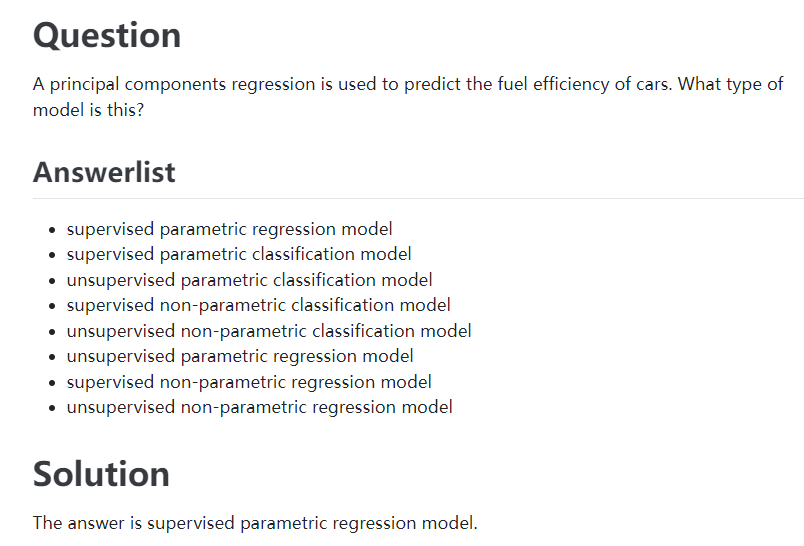 Question
A principal components regression is used to predict the fuel efficiency of cars. What type of
model is this?
Answerlist
• supervised parametric regression model
• supervised parametric classification model
• unsupervised parametric classification model
• supervised non-parametric classification model
• unsupervised non-parametric classification model
• unsupervised parametric regression model
• supervised non-parametric regression model
• unsupervised non-parametric regression model
Solution
The answer is supervised parametric regression model.